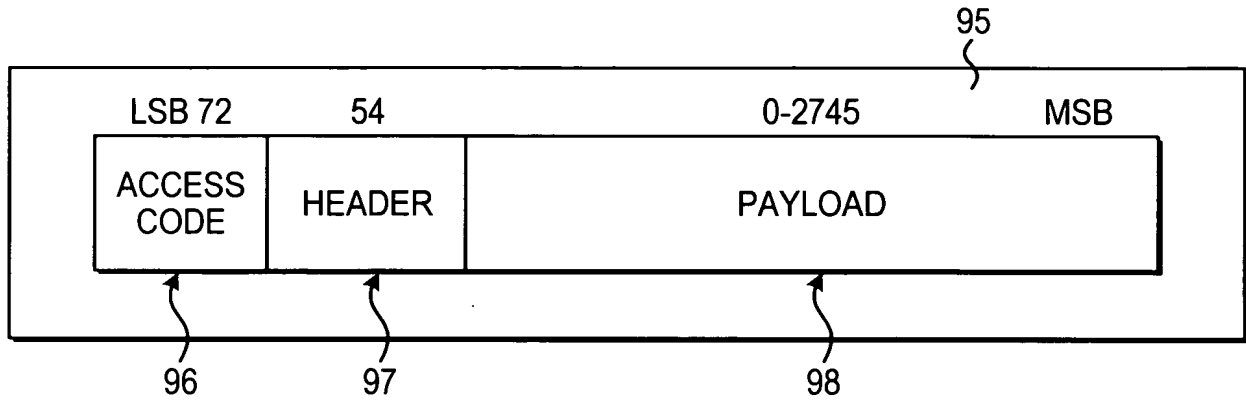 95
LSB 72 54 0-2745 MSB
ACCESS
CODE
HEADER
PAYLOAD
96 97 98